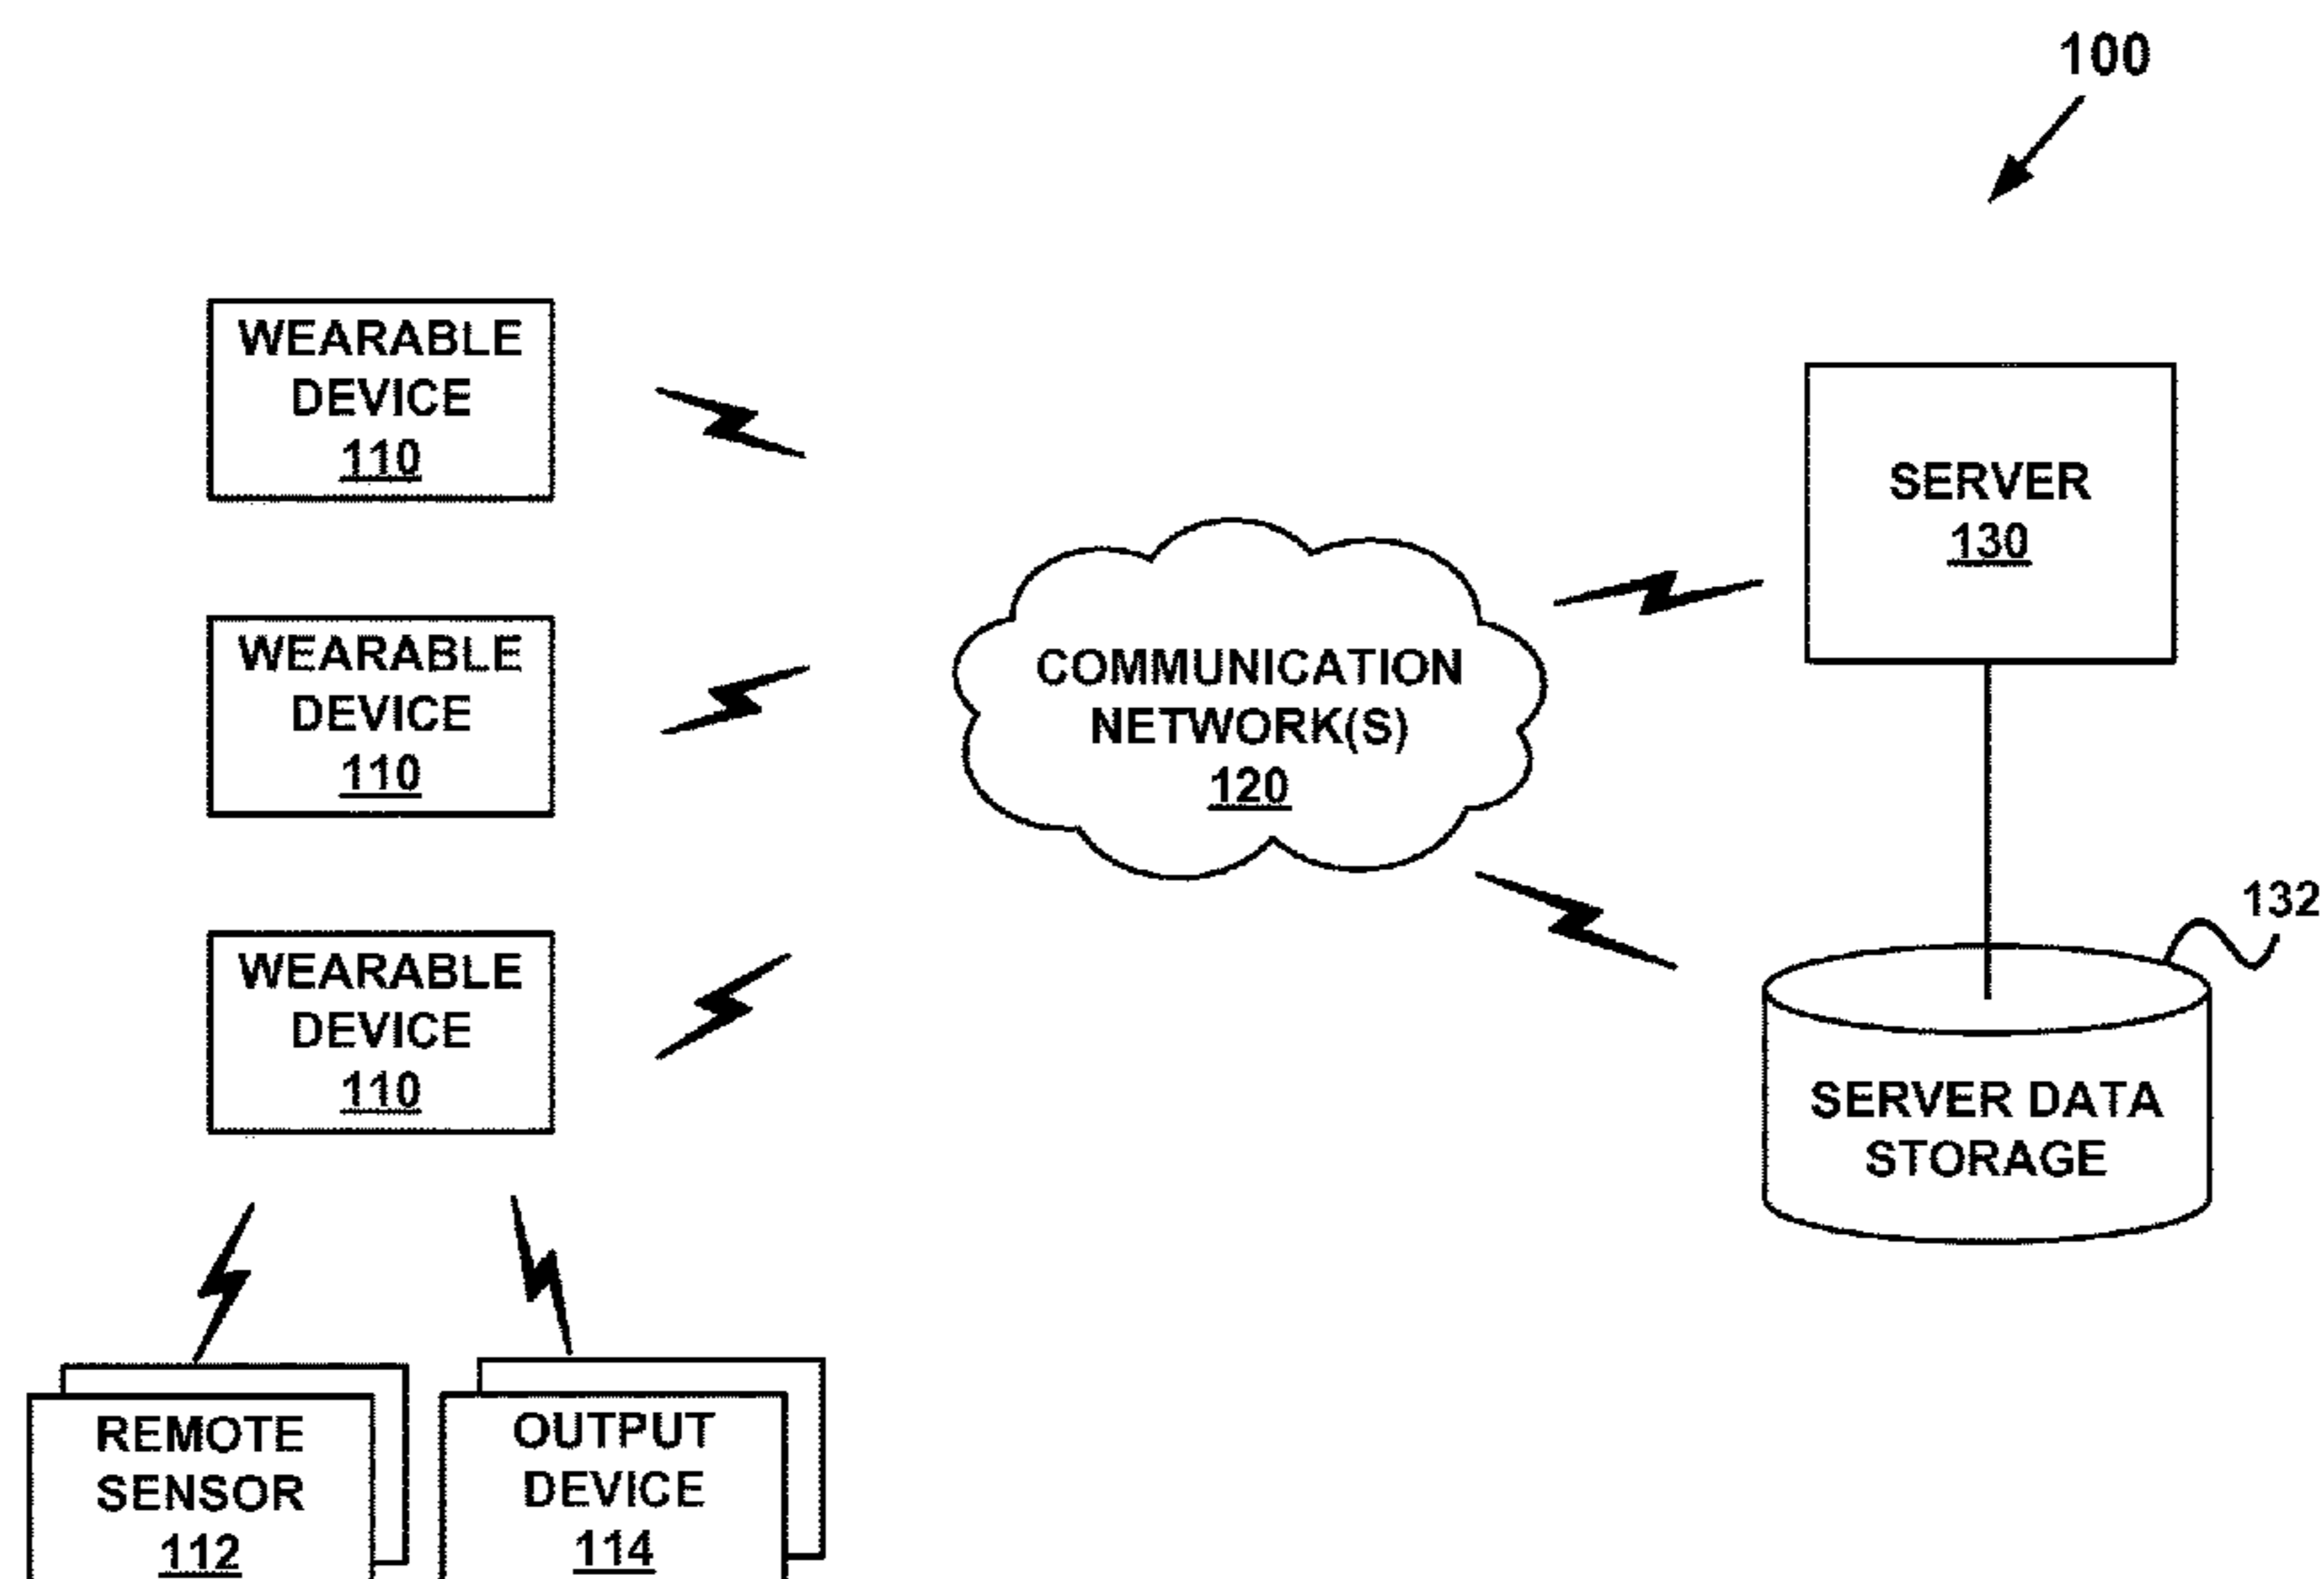 100
WEARABLE
DEVICE
110
SERVER
130
WEARABLE
DEVICE
110
COMMUNICATION
NETWORK(S)
120
132
WEARABLE
DEVICE
110
SERVER DATA
STORAGE
REMOTE
SENSOR
112
OUTPUT
DEVICE
114